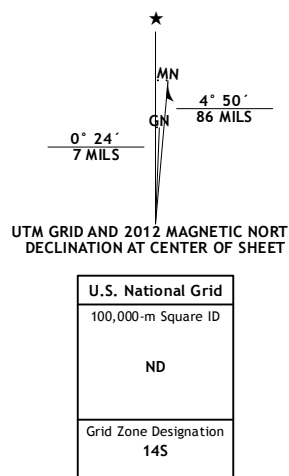 MN
4° 50´
86 MILS
GN
0° 24´
7 MILS
UTM GRID AND 2012 MAGNETIC NORT
DECLINATION AT CENTER OF SHEET
U.S. National Grid
100,000-m Square ID
ND
Grid Zone Designation
14S